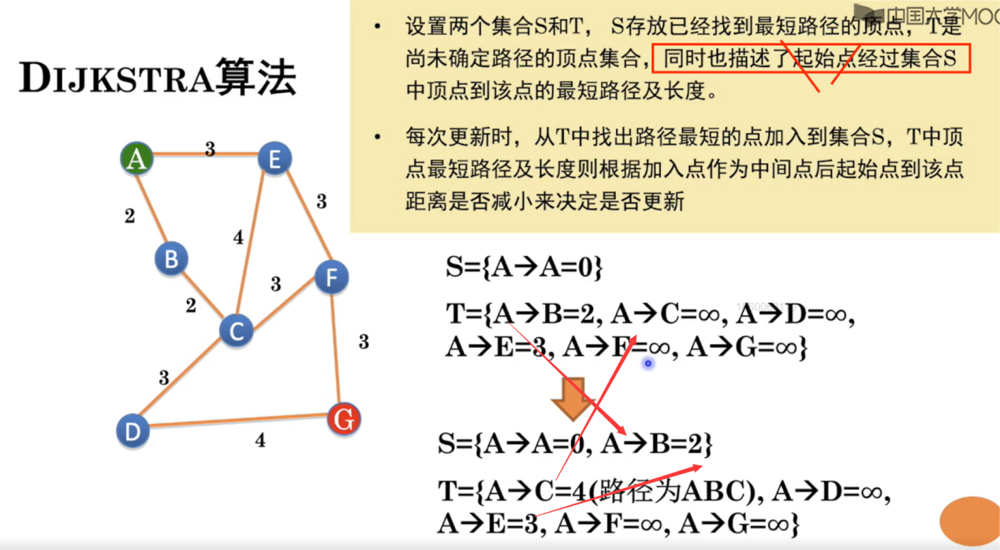 中国大学MOOC
DIJKSTRA算法
• 设置两个集合S和T， S存放已经找到最短路径的顶点，T是
尚未确定路径的顶点集合，同时也描述了起始点经过集合S
中顶点到该点的最短路径及长度。
• 每次更新时，从T中找出路径最短的点加入到集合S，T中顶
点最短路径及长度则根据加入点作为中间点后起始点到该点
距离是否减小来决定是否更新
A
3
E
2
3
4
B
F
3
2
C
3
3
D
G
4
S={A→A=0}
T={A→B=2, A→C=∞, A→D=∞,
A→E=3, A→F=∞, A→G=∞}
S={A→A=0, A→B=2}
T={A→C=4(路径为ABC), A→D=∞,
A→E=3, A→F=∞, A→G=∞}